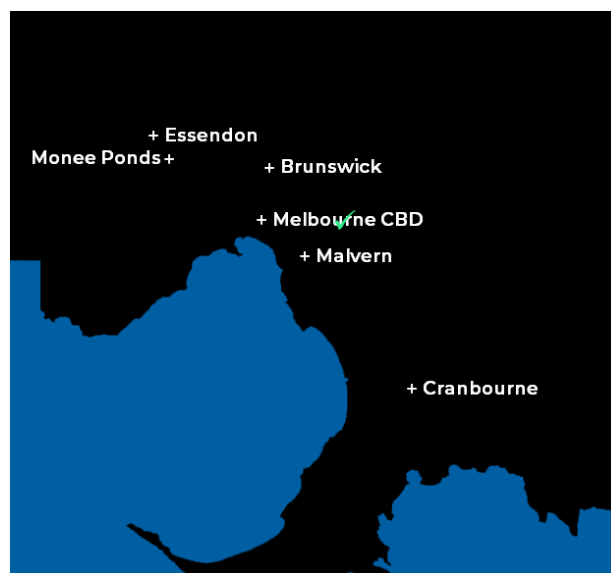 + Essendon
Monee Ponds+
+ Brunswick
+ Melbourne CBD
+ Malvern
+ Cranbourne